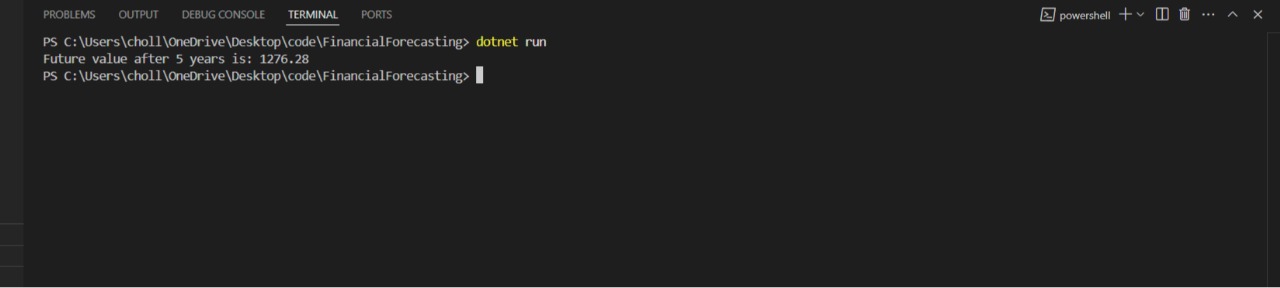 PROBLEMS OUTPUT DEBUG CONSOLE TERMINAL PORTS powershell
PS C:\Users\choll\OneDrive\Desktop\code\FinancialForecasting> dotnet run
Future value after 5 years is: 1276.28
PS C:\Users\choll\OneDrive\Desktop\code\FinancialForecasting>